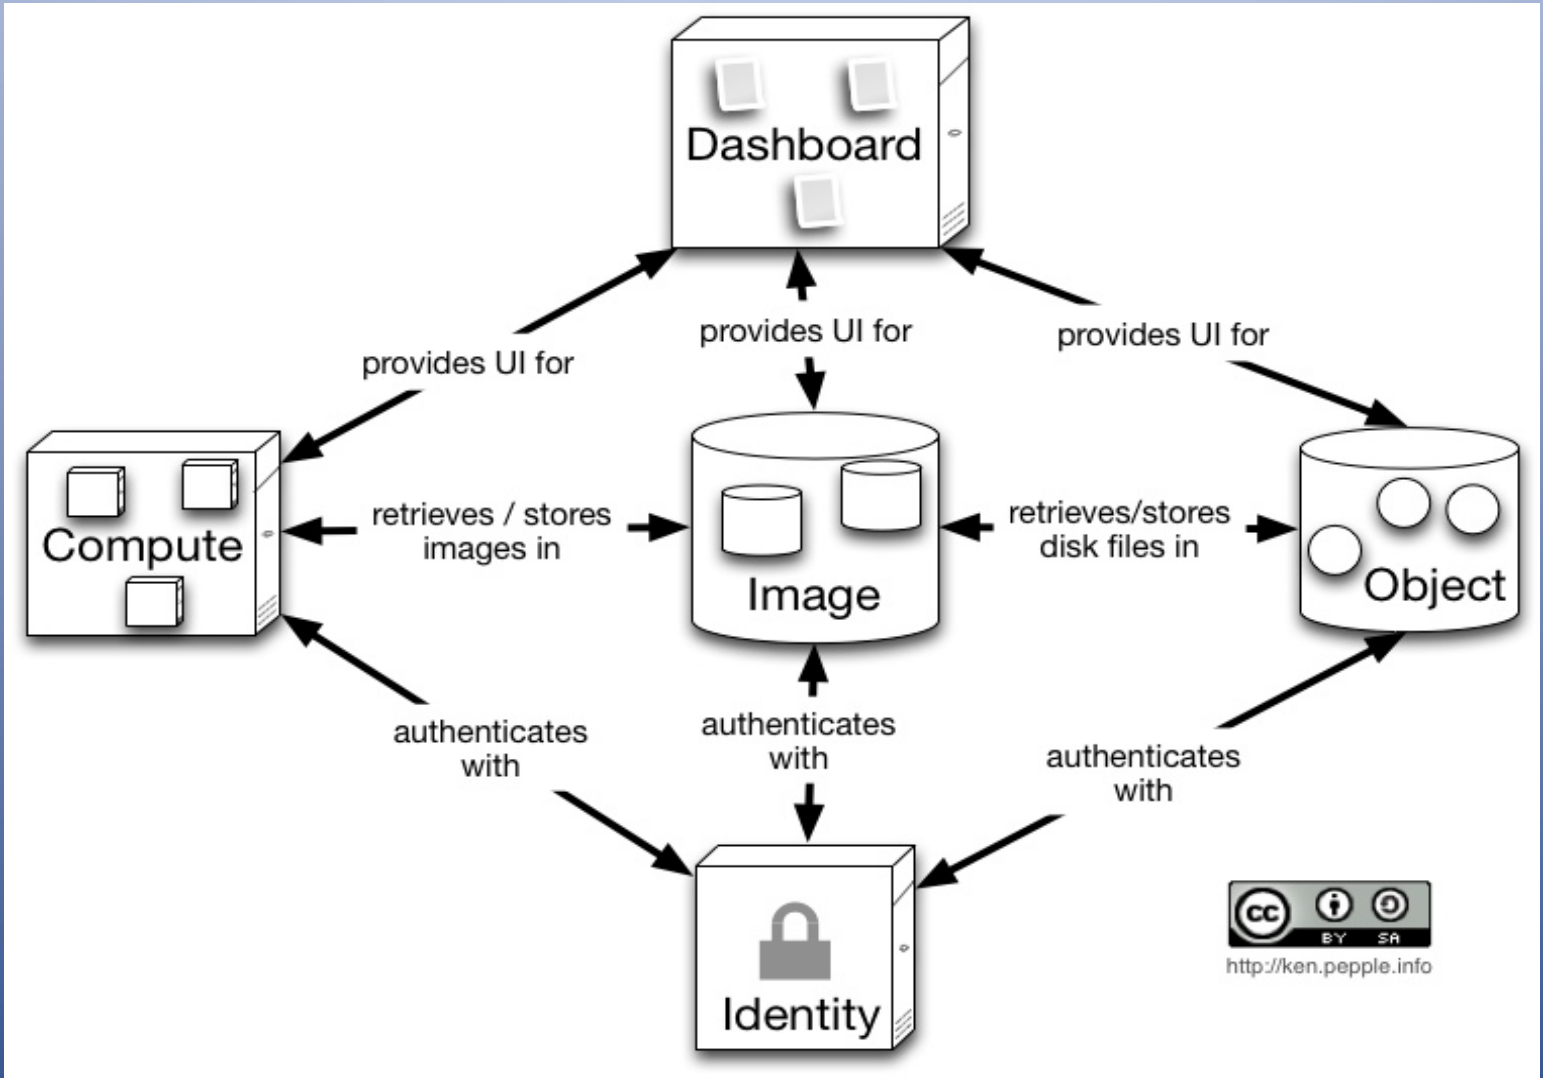 Dashboard
provides UI for
provides UI for
provides UI for
Compute
retrieves / stores
images in
Image
retrieves/stores
disk files in
Object
authenticates
with
authenticates
with
authenticates
with
Identity
cc
BY SA
http://ken.pepple.info